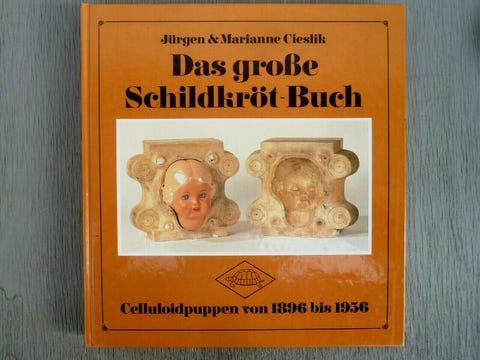 Jürgen & Marianne Cieslik
Das große
Schildkröt-Buch
Celluloidpuppen von 1896 bis 1956